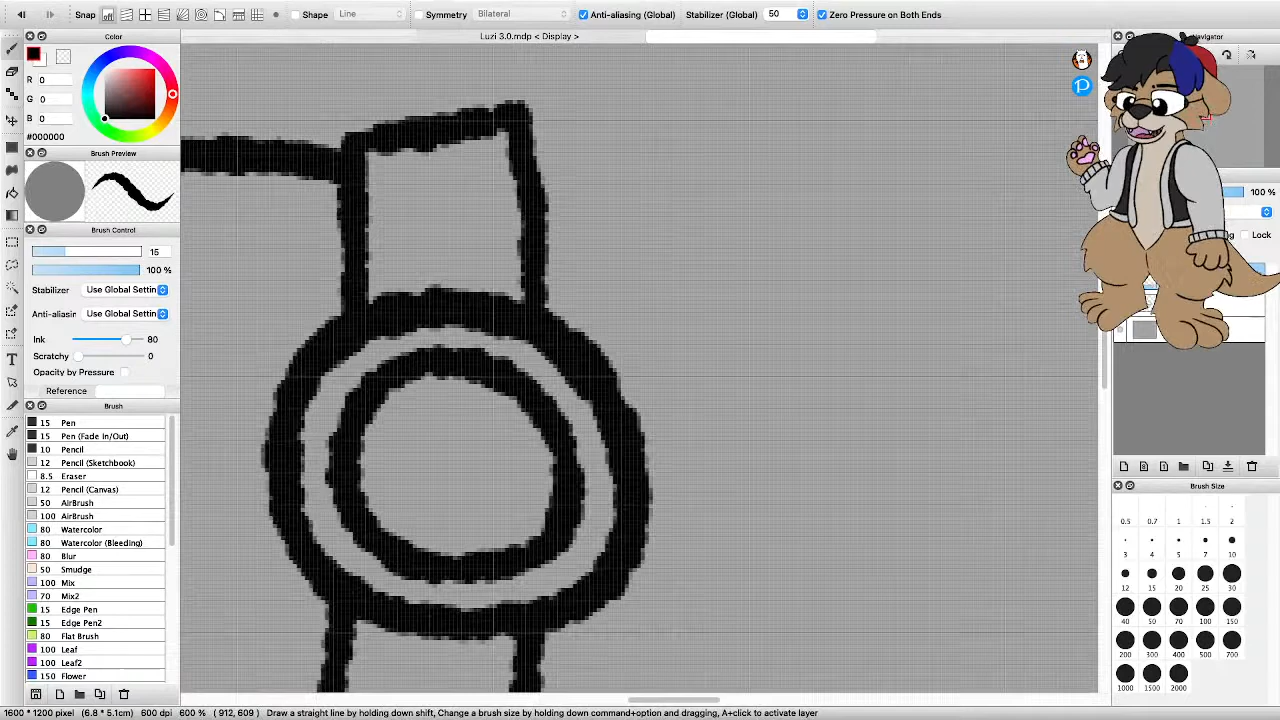 Snap Shape Line Symmetry Bilateral Anti-aliasing (Global) Stabilizer (Global) 50 Zero Pressure on Both Ends
Color
Luzi 3.0.mdp < Display >
R 0
G 0
B 0
#000000
Brush Preview
Brush Control
15
100 %
Stabilizer Use Global Settin
Anti-aliasin Use Global Settin
Ink 80
Scratchy 0
Opacity by Pressure
Reference
Brush
15 Pen
15 Pen (Fade In/Out)
10 Pencil
12 Pencil (Sketchbook)
8.5 Eraser
12 Pencil (Canvas)
50 AirBrush
100 AirBrush
80 Watercolor
80 Watercolor (Bleeding)
80 Blur
50 Smudge
100 Mix
70 Mix2
15 Edge Pen
15 Edge Pen2
80 Flat Brush
100 Leaf
100 Leaf2
150 Flower
100 %
Lock
Brush Size
0.5 0.7 1 1.5 2
3 4 5 7 10
12 15 20 25 30
40 50 70 100 150
200 300 400 500 700
1000 1500 2000
1600 * 1200 pixel (6.8 * 5.1cm) 600 dpi 600 % ( 912, 609 ) Draw a straight line by holding down shift, Change a brush size by holding down command+option and dragging, A+click to activate layer